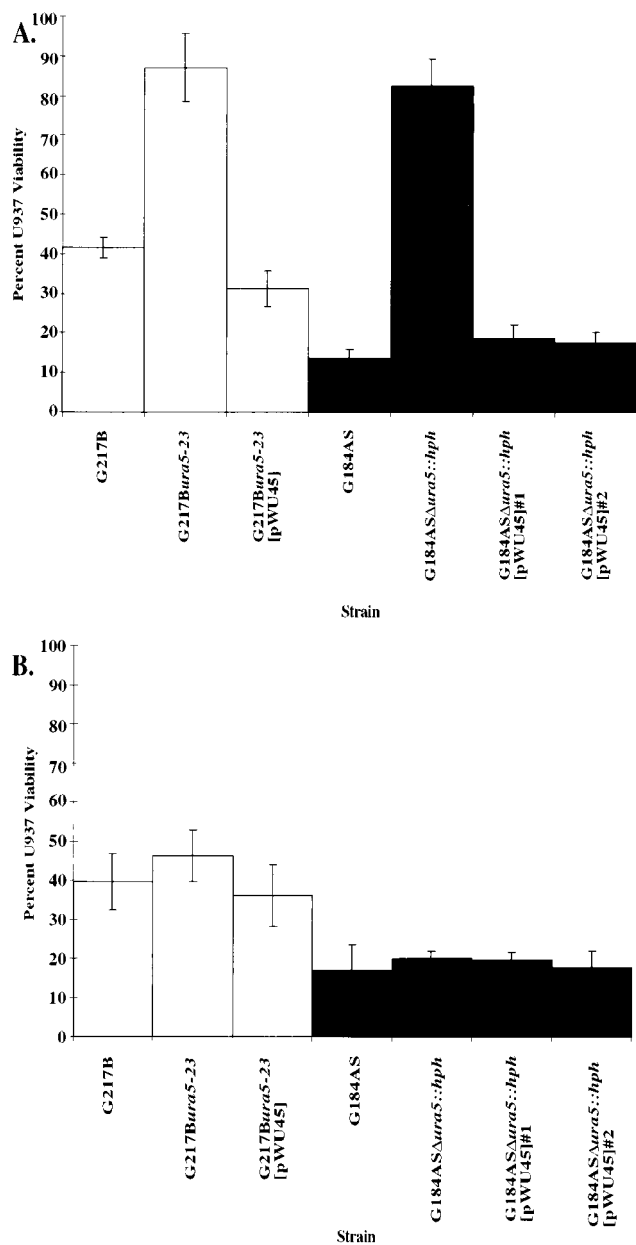 A.
Percent U937 Viability
100
90
80
70
60
50
40
30
20
10
0
G217B
G217Bura5-23
G217Bura5-23
[pWU45]
G184AS
G184ASΔura5::hph
G184ASΔura5::hph
[pWU45]#1
G184ASΔura5::hph
[pWU45]#2
Strain
B.
Percent U937 Viability
100
90
80
70
60
50
40
30
20
10
0
G217B
G217Bura5-23
G217Bura5-23
[pWU45]
G184AS
G184ASΔura5::hph
G184ASΔura5::hph
[pWU45]#1
G184ASΔura5::hph
[pWU45]#2
Strain